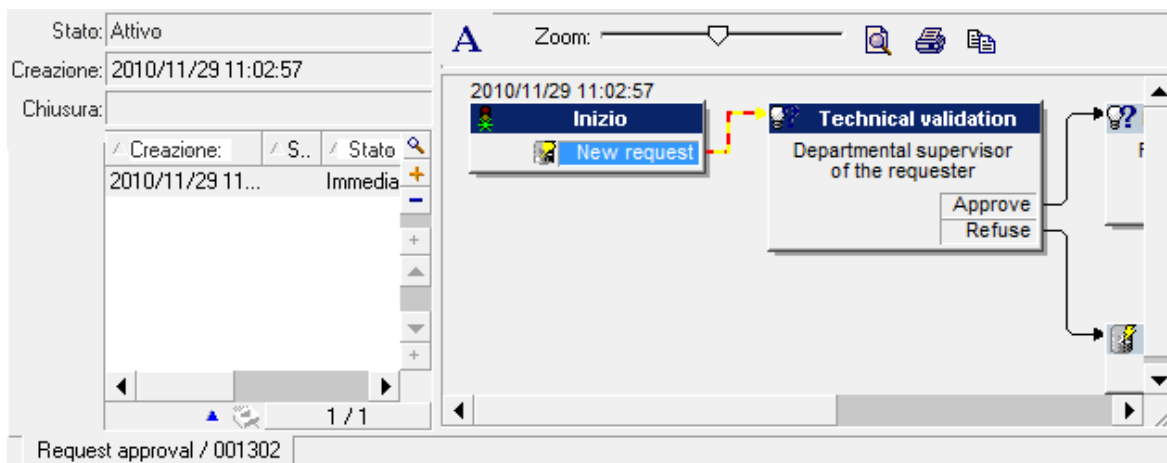 Stato: Attivo
Creazione: 2010/11/29 11:02:57
Chiusura:
Creazione: S.. Stato
2010/11/29 11... Immedia
1 / 1
A Zoom:
2010/11/29 11:02:57
Inizio
New request
Technical validation
Departmental supervisor
of the requester
Approve
Refuse
Request approval / 001302